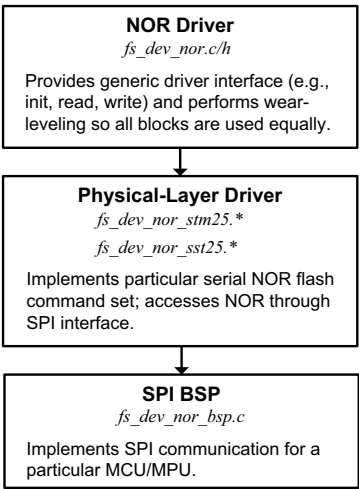 NOR Driver
fs_dev_nor.c/h
Provides generic driver interface (e.g.,
init, read, write) and performs wear-
leveling so all blocks are used equally.
Physical-Layer Driver
fs_dev_nor_stm25.*
fs_dev_nor_sst25.*
Implements particular serial NOR flash
command set; accesses NOR through
SPI interface.
SPI BSP
fs_dev_nor_bsp.c
Implements SPI communication for a
particular MCU/MPU.